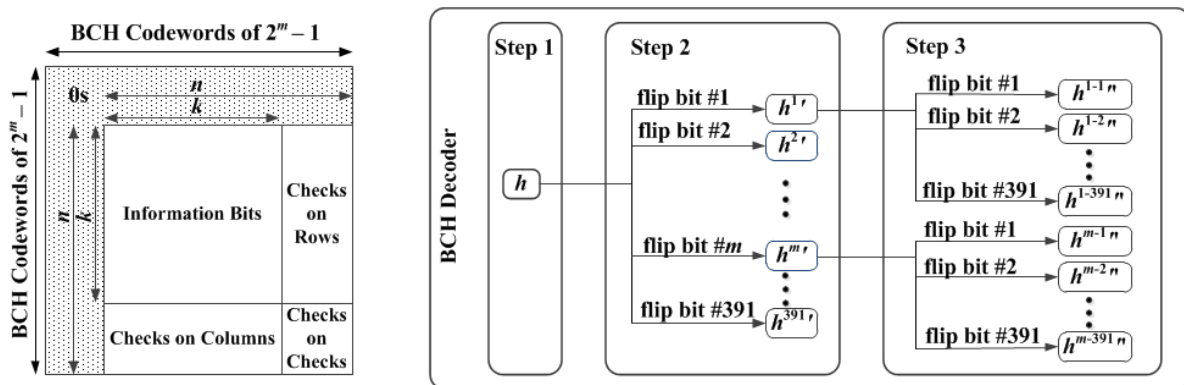 BCH Codewords of 2^m – 1
BCH Codewords of 2^m – 1
0s
n
k
n
k
Information Bits
Checks
on
Rows
Checks on Columns
Checks
on
Checks
BCH Decoder
Step 1
h
Step 2
flip bit #1
h^1′
flip bit #2
h^2′
flip bit #m
h^m′
flip bit #391
h^391′
Step 3
flip bit #1
h^1-1″
flip bit #2
h^1-2″
flip bit #391
h^1-391″
flip bit #1
h^m-1″
flip bit #2
h^m-2″
flip bit #391
h^m-391″